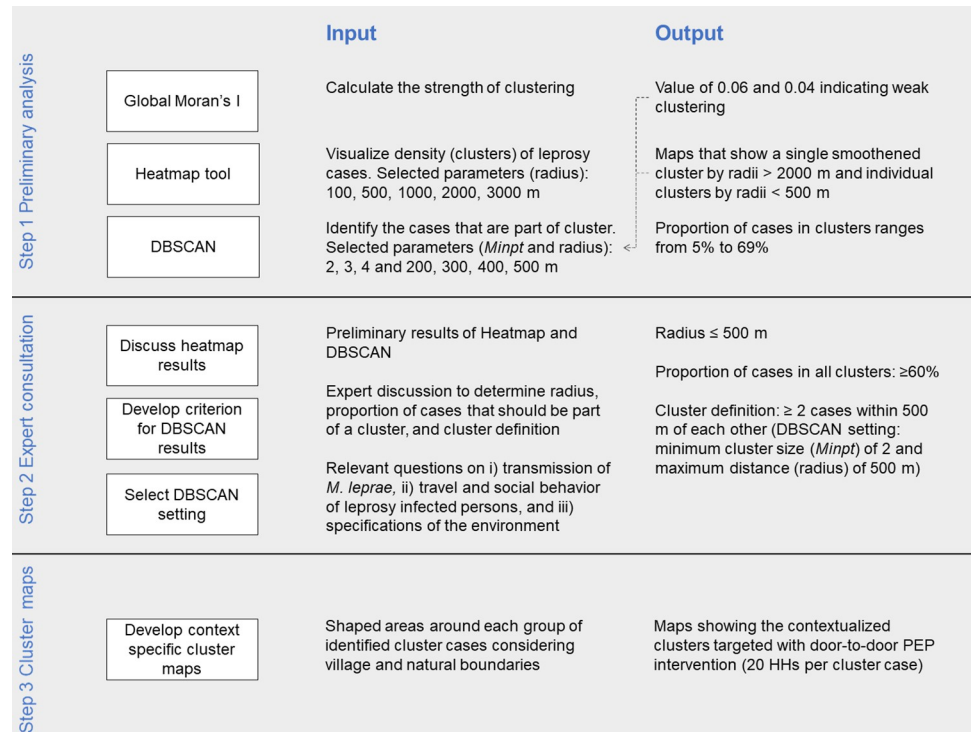 Input
Output
Step 1 Preliminary analysis
Global Moran's I
Calculate the strength of clustering
Value of 0.06 and 0.04 indicating weak
clustering
Heatmap tool
Visualize density (clusters) of leprosy
cases. Selected parameters (radius):
100, 500, 1000, 2000, 3000 m
Maps that show a single smoothened
cluster by radii > 2000 m and individual
clusters by radii < 500 m
DBSCAN
Identify the cases that are part of cluster.
Selected parameters (Minpt and radius):
2, 3, 4 and 200, 300, 400, 500 m
Proportion of cases in clusters ranges
from 5% to 69%
Step 2 Expert consultation
Discuss heatmap
results
Develop criterion
for DBSCAN
results
Select DBSCAN
setting
Preliminary results of Heatmap and
DBSCAN
Expert discussion to determine radius,
proportion of cases that should be part
of a cluster, and cluster definition
Relevant questions on i) transmission of
M. leprae, ii) travel and social behavior
of leprosy infected persons, and iii)
specifications of the environment
Radius ≤ 500 m
Proportion of cases in all clusters: ≥60%
Cluster definition: ≥ 2 cases within 500
m of each other (DBSCAN setting:
minimum cluster size (Minpt) of 2 and
maximum distance (radius) of 500 m)
Step 3 Cluster maps
Develop context
specific cluster
maps
Shaped areas around each group of
identified cluster cases considering
village and natural boundaries
Maps showing the contextualized
clusters targeted with door-to-door PEP
intervention (20 HHs per cluster case)